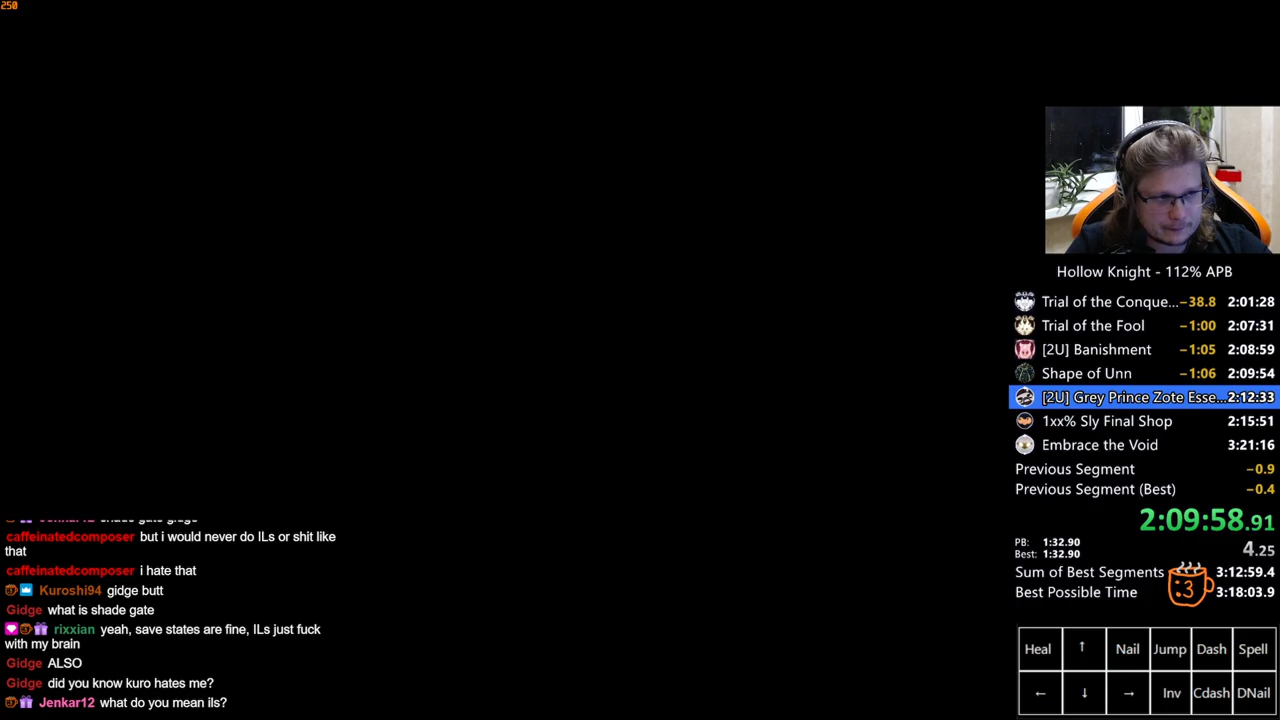 250
Hollow Knight - 112% APB
Trial of the Conque... −38.8 2:01:28
Trial of the Fool −1:00 2:07:31
[2U] Banishment −1:05 2:08:59
Shape of Unn −1:06 2:09:54
[2U] Grey Prince Zote Esse... 2:12:33
1xx% Sly Final Shop 2:15:51
Embrace the Void 3:21:16
Previous Segment −0.9
Previous Segment (Best) −0.4
2:09:58.91
PB: 1:32.90
Best: 1:32.90
4.25
Sum of Best Segments 3:12:59.4
Best Possible Time 3:18:03.9
:3
Heal ↑ Nail Jump Dash Spell
← ↓ → Inv Cdash DNail
caffeinatedcomposer but i would never do ILs or shit like
that
caffeinatedcomposer i hate that
Kuroshi94 gidge butt
Gidge what is shade gate
rixxian yeah, save states are fine, ILs just fuck
with my brain
Gidge ALSO
Gidge did you know kuro hates me?
Jenkar12 what do you mean ils?